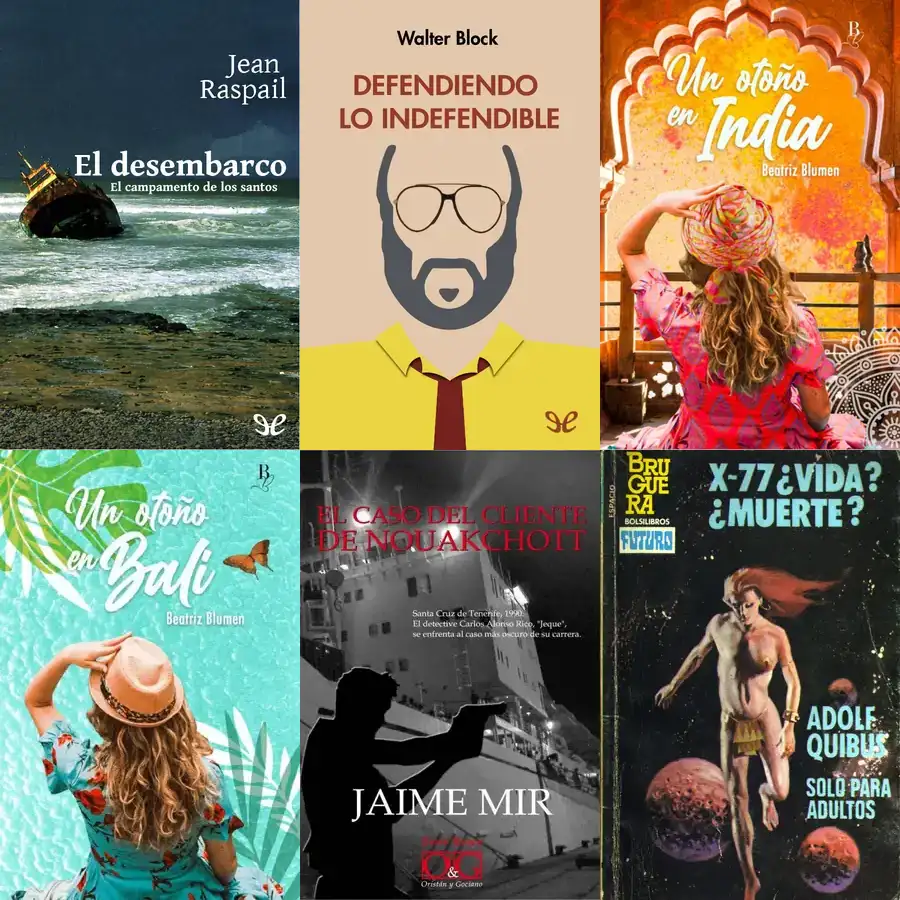 Jean
Raspail
El desembarco
El campamento de los santos
Walter Block
DEFENDIENDO
LO INDEFENDIBLE
B
Un otoño
en India
Beatriz Blumen
B
Un otoño
en Bali
Beatriz Blumen
EL CASO DEL CLIENTE
DE NOUAKCHOTT
Santa Cruz de Tenerife, 1990.
El detective Carlos Alonso Rico, "Jeque",
se enfrenta al caso más oscuro de su carrera.
JAIME MIR
O&G
Oristán y Gociano
BRU
GUE
RA
BOLSILIBROS
FUTURO
ESPACIO
X-77 ¿VIDA?
¿MUERTE?
ADOLF
QUIBUS
SOLO PARA
ADULTOS